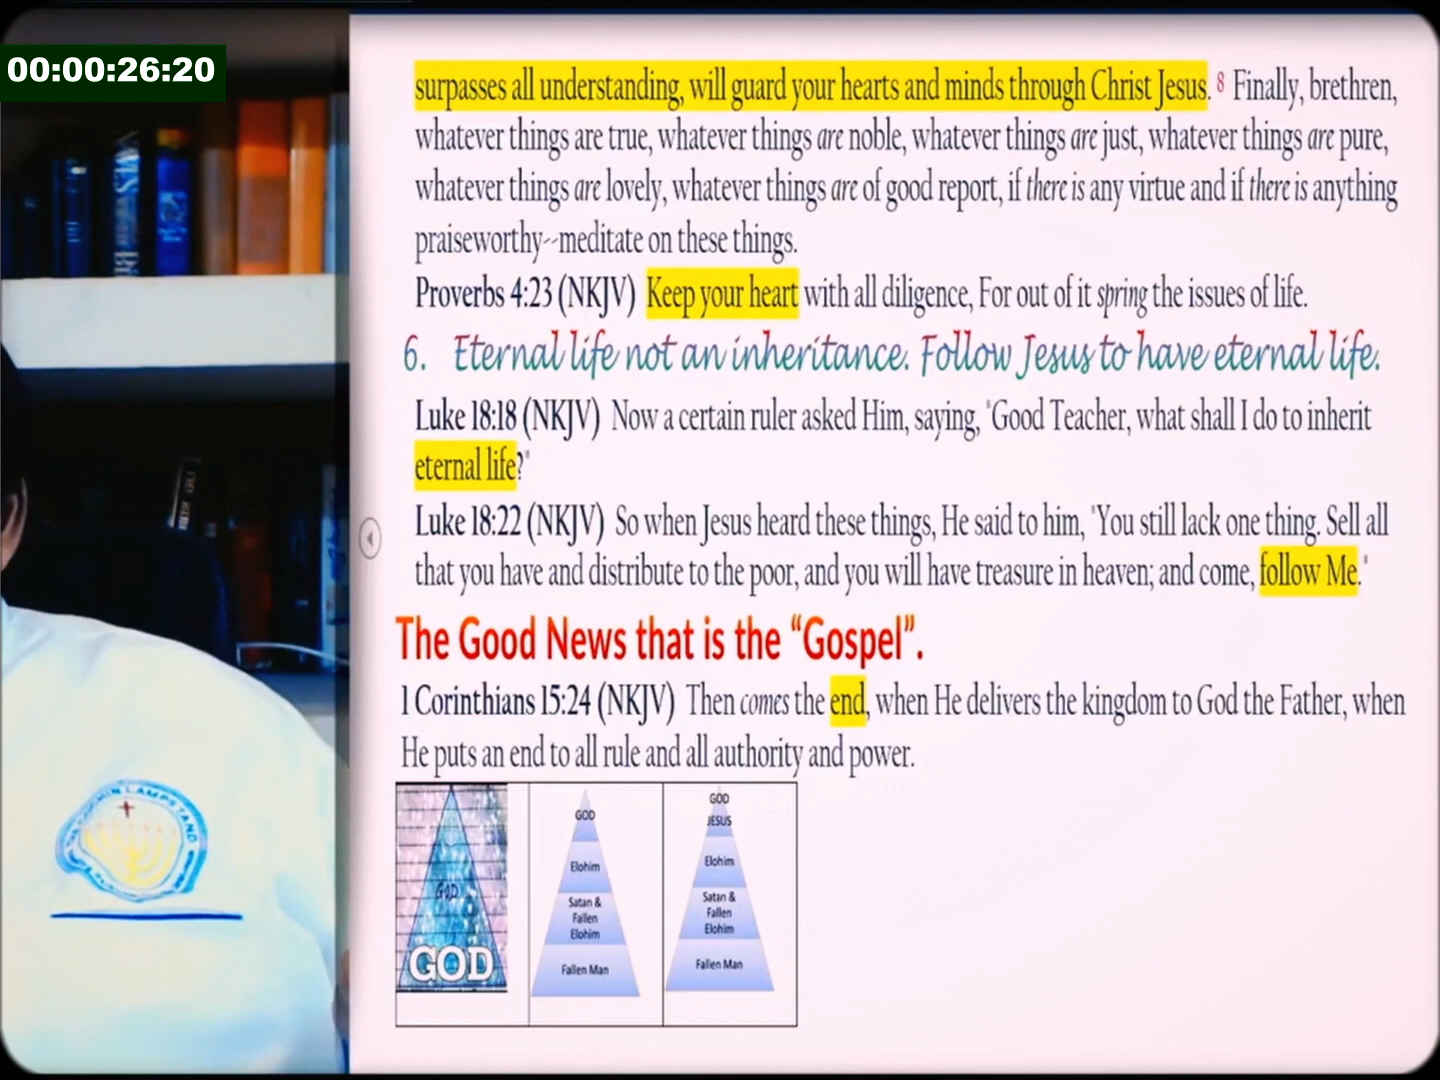 00:00:26:20
surpasses all understanding, will guard your hearts and minds through Christ Jesus. 8 Finally, brethren,
whatever things are true, whatever things are noble, whatever things are just, whatever things are pure,
whatever things are lovely, whatever things are of good report, if there is any virtue and if there is anything
praiseworthy--meditate on these things.
Proverbs 4:23 (NKJV) Keep your heart with all diligence, For out of it spring the issues of life.
6. Eternal life not an inheritance. Follow Jesus to have eternal life.
Luke 18:18 (NKJV) Now a certain ruler asked Him, saying, "Good Teacher, what shall I do to inherit
eternal life?"
Luke 18:22 (NKJV) So when Jesus heard these things, He said to him, "You still lack one thing. Sell all
that you have and distribute to the poor, and you will have treasure in heaven; and come, follow Me."
The Good News that is the “Gospel”.
1 Corinthians 15:24 (NKJV) Then comes the end, when He delivers the kingdom to God the Father, when
He puts an end to all rule and all authority and power.
GOD
GOD
GOD
Elohim
Satan &
Fallen
Elohim
Fallen Man
GOD
JESUS
Elohim
Satan &
Fallen
Elohim
Fallen Man
LAMPSTAND